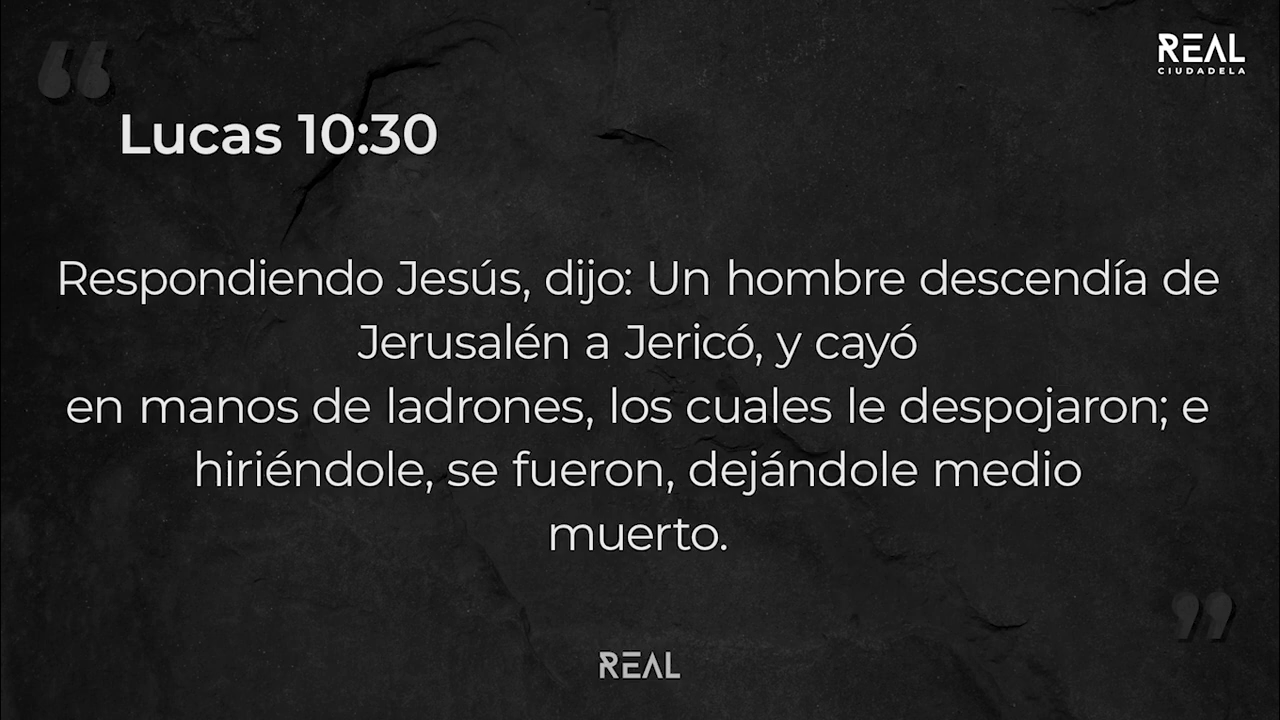 REAL
CIUDADELA
Lucas 10:30
Respondiendo Jesús, dijo: Un hombre descendía de
Jerusalén a Jericó, y cayó
en manos de ladrones, los cuales le despojaron; e
hiriéndole, se fueron, dejándole medio
muerto.
REAL